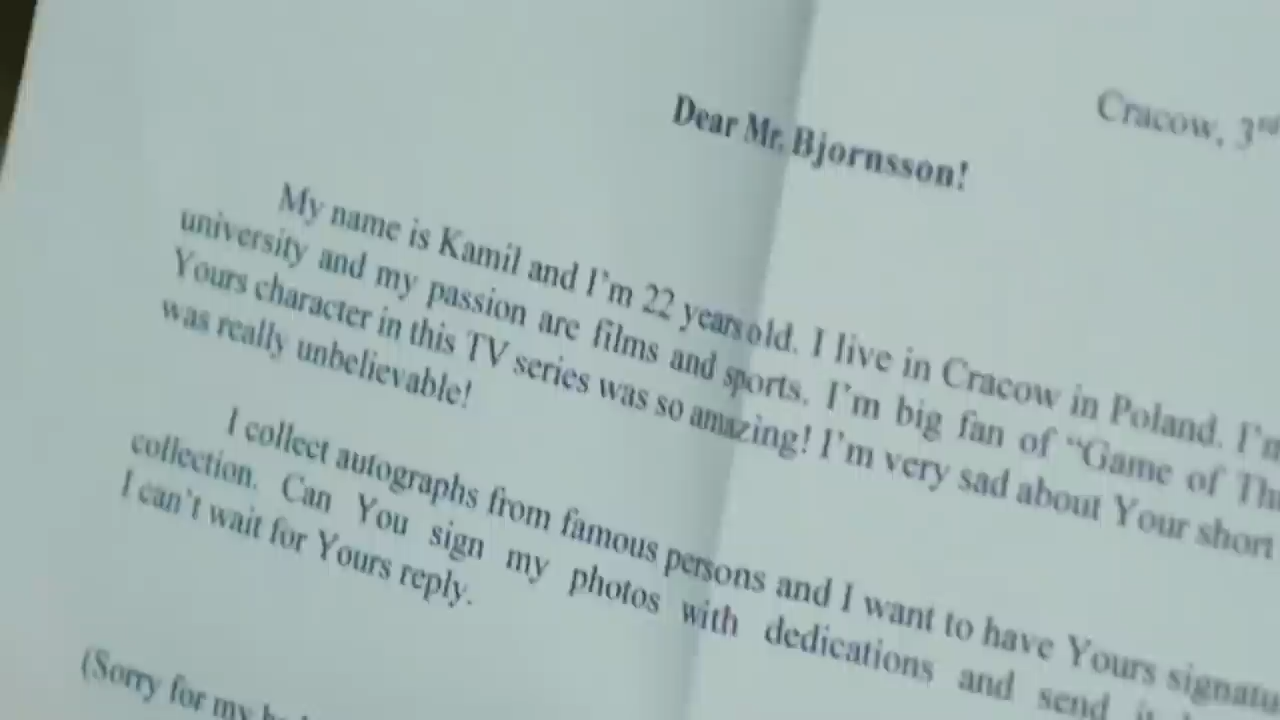 Cracow, 3rd
Dear Mr. Bjornsson!
My name is Kamil and I'm 22 years old. I live in Cracow in Poland. I'm
university and my passion are films and sports. I'm big fan of "Game of
Yours character in this TV series was so amazing! I'm very sad about Your short
was really unbelievable!
I collect autographs from famous persons and I want to have Yours
collection. Can You sign my photos with dedications and send
I can't wait for Yours reply.
(Sorry for my